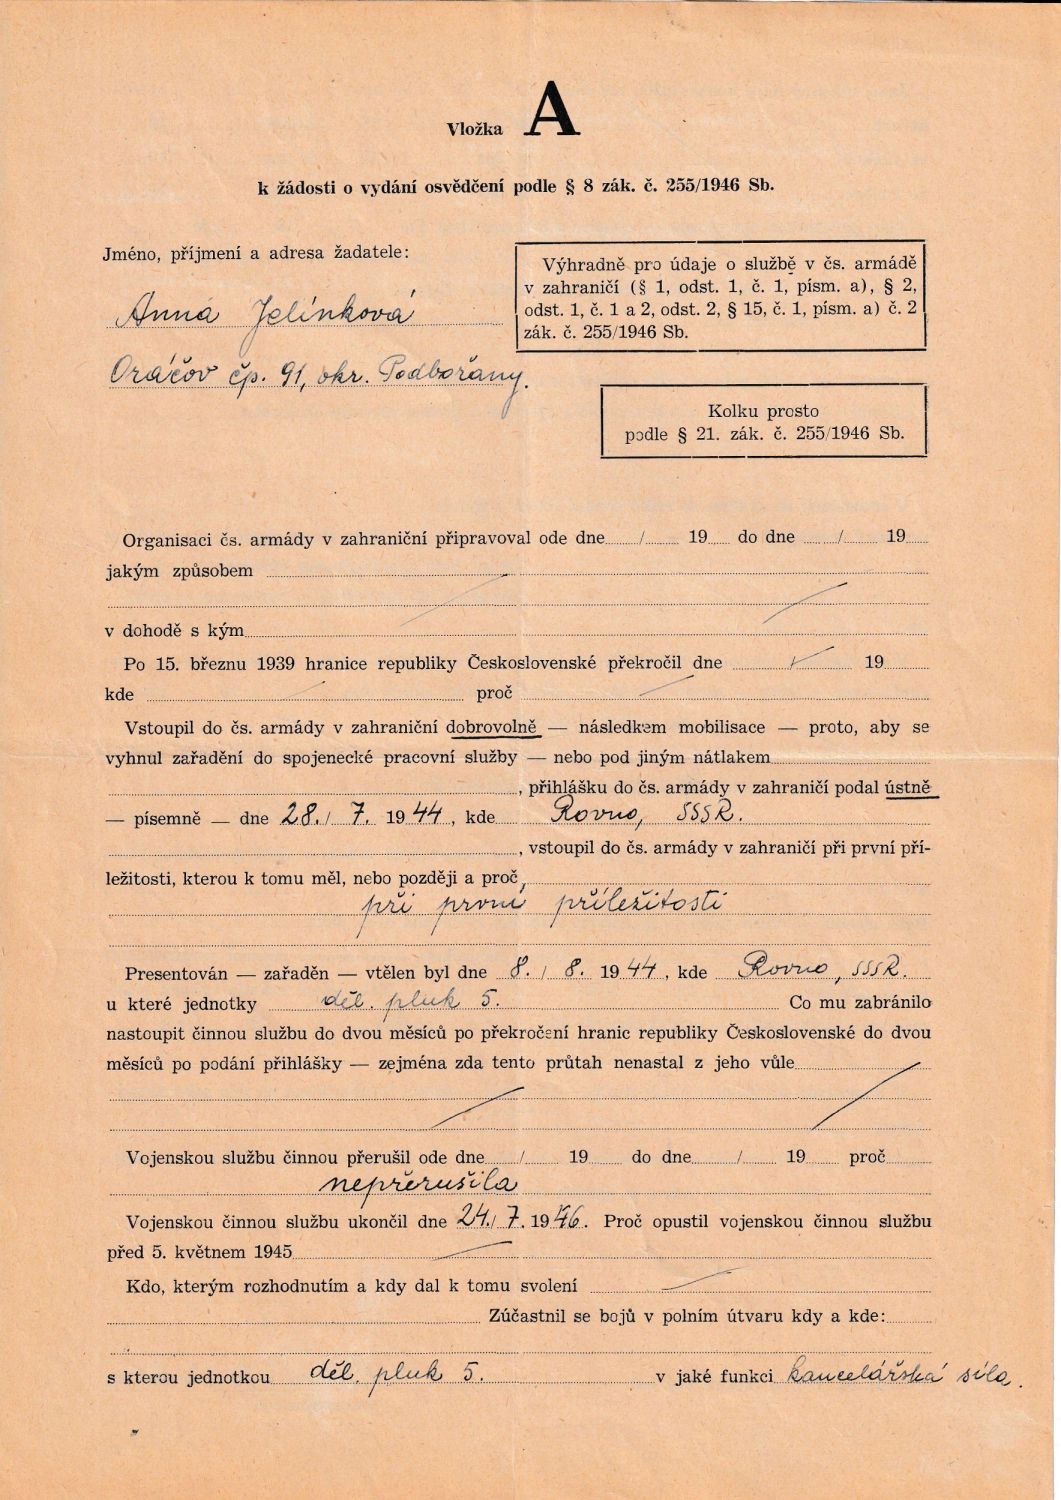 Vložka A
k žádosti o vydání osvědčení podle § 8 zák. č. 255/1946 Sb.
Jméno, příjmení a adresa žadatele:
Anna Jelínková
Oráčov čp. 91, okr. Podbořany.
Výhradně pro údaje o službě v čs. armádě
v zahraničí (§ 1, odst. 1, č. 1, písm. a), § 2,
odst. 1, č. 1 a 2, odst. 2, § 15, č. 1, písm. a) č. 2
zák. č. 255/1946 Sb.
Kolku prosto
podle § 21. zák. č. 255/1946 Sb.
Organisaci čs. armády v zahraniční připravoval ode dne / 19 do dne / 19
jakým způsobem
v dohodě s kým
Po 15. březnu 1939 hranice republiky Československé překročil dne / 19
kde proč
Vstoupil do čs. armády v zahraniční dobrovolně — následkem mobilisace — proto, aby se
vyhnul zařadění do spojenecké pracovní služby — nebo pod jiným nátlakem
, přihlášku do čs. armády v zahraničí podal ústně
— písemně — dne 28. / 7. 1944, kde Rovno, SSSR.
, vstoupil do čs. armády v zahraničí při první pří-
ležitosti, kterou k tomu měl, nebo později a proč,
při první příležitosti
Presentován — zařaděn — vtělen byl dne 8. / 8. 1944, kde Rovno, SSSR.
u které jednotky děl. pluk 5. Co mu zabránilo
nastoupit činnou službu do dvou měsíců po překročení hranic republiky Československé do dvou
měsíců po podání přihlášky — zejména zda tento průtah nenastal z jeho vůle
Vojenskou službu činnou přerušil ode dne / 19 do dne / 19 proč
nepřerušila
Vojenskou činnou službu ukončil dne 24. / 7. 1946. Proč opustil vojenskou činnou službu
před 5. květnem 1945
Kdo, kterým rozhodnutím a kdy dal k tomu svolení
Zúčastnil se bojů v polním útvaru kdy a kde:
s kterou jednotkou děl. pluk 5. v jaké funkci kancelářská síla.